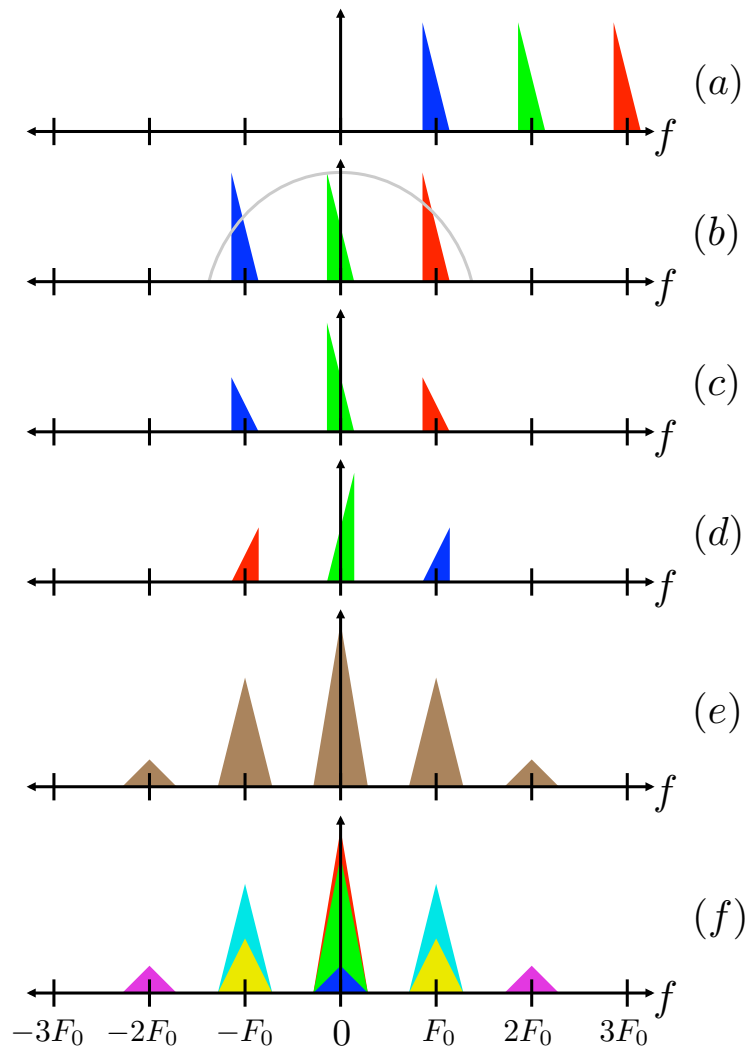 (a)
f
(b)
f
(c)
f
(d)
f
(e)
f
(f)
f
−3F₀ −2F₀ −F₀ 0 F₀ 2F₀ 3F₀